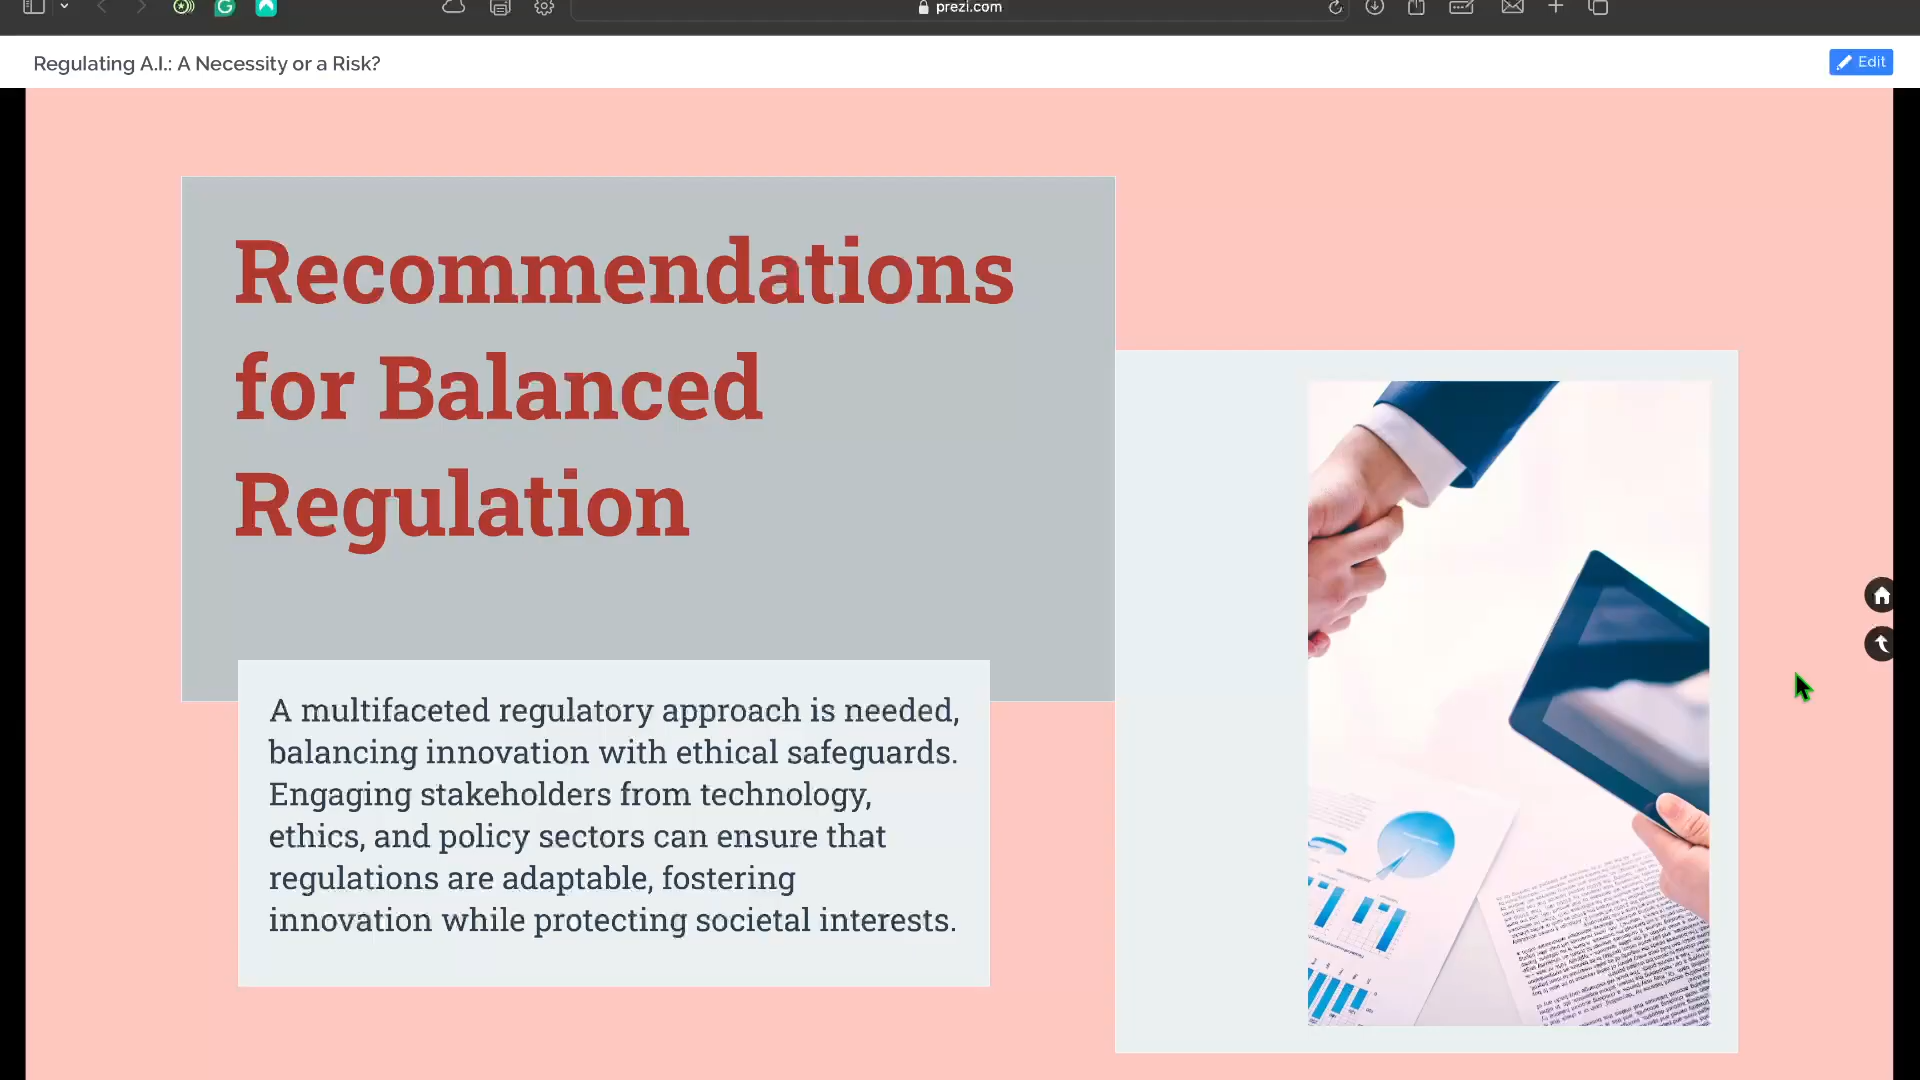 prezi.com
Regulating A.I.: A Necessity or a Risk?
Edit
Recommendations
for Balanced
Regulation
A multifaceted regulatory approach is needed,
balancing innovation with ethical safeguards.
Engaging stakeholders from technology,
ethics, and policy sectors can ensure that
regulations are adaptable, fostering
innovation while protecting societal interests.